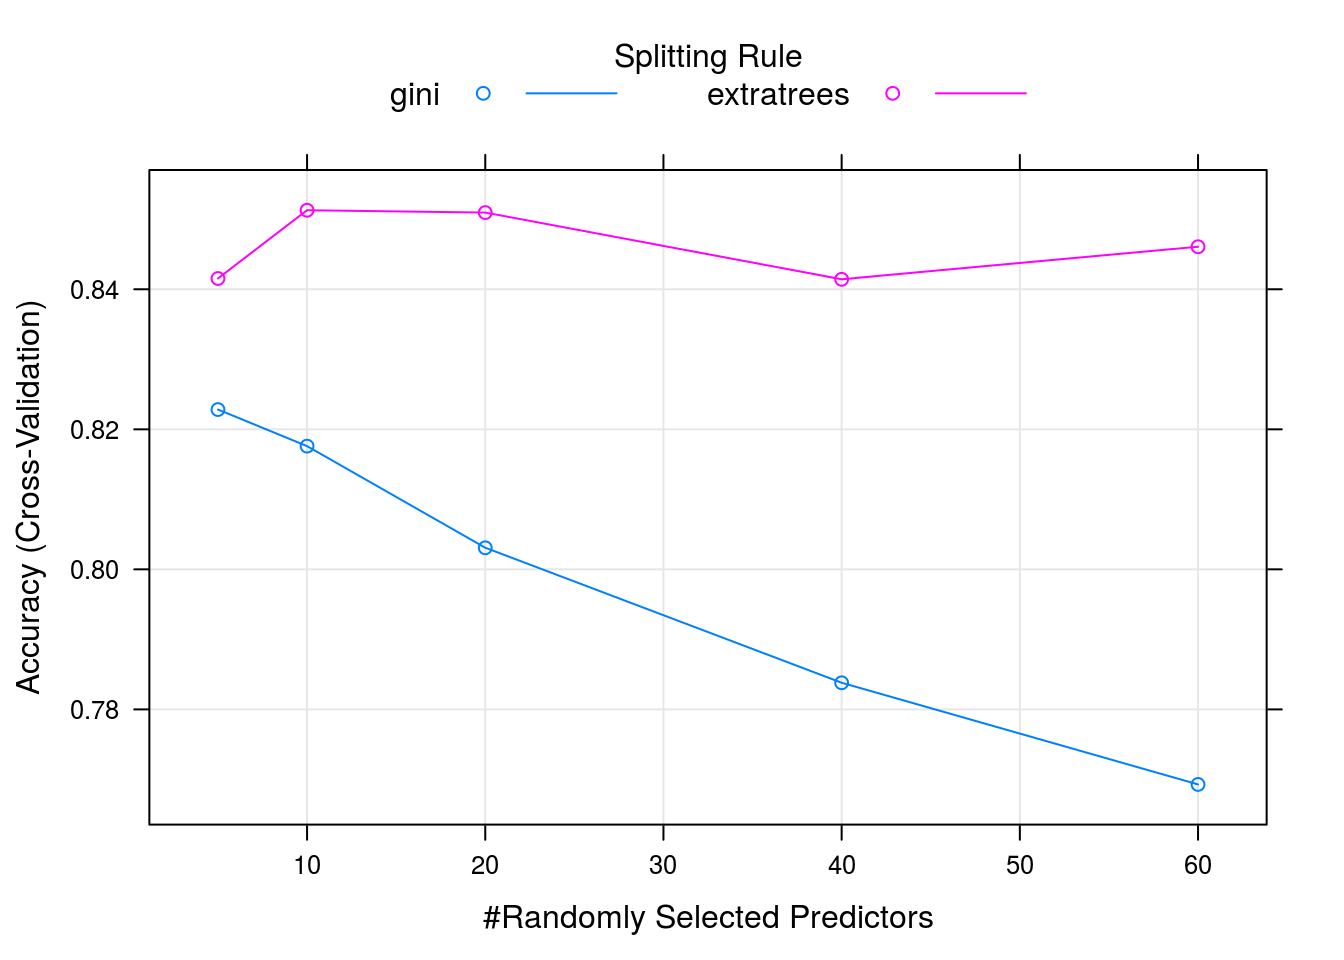 Splitting Rule
gini extratrees
0.84
0.82
0.80
0.78
Accuracy (Cross-Validation)
10 20 30 40 50 60
#Randomly Selected Predictors